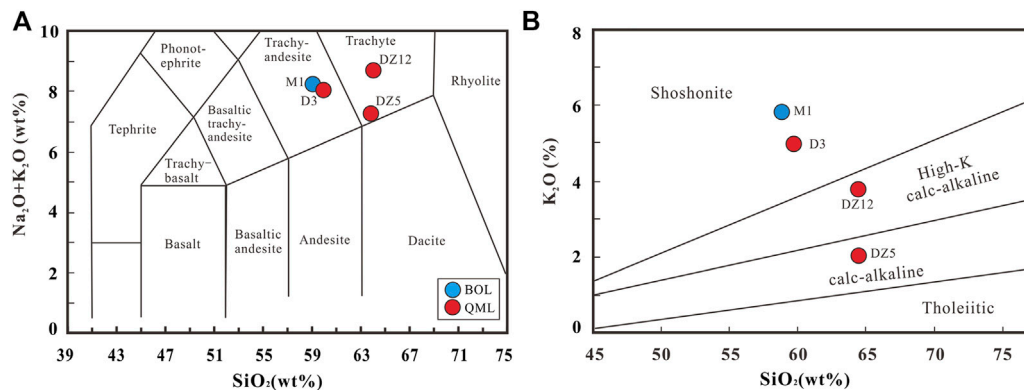 A
Na₂O+K₂O (wt%)
10
8
6
4
2
0
39
43
47
51
55
59
63
67
71
75
SiO₂(wt%)
Phonot-
ephrite
Trachy-
andesite
Trachyte
DZ12
M1
D3
DZ5
Rhyolite
Tephrite
Basaltic
trachy-
andesite
Trachy-
basalt
Basalt
Basaltic
andesite
Andesite
Dacite
BOL
QML
B
K₂O (%)
8
6
4
2
0
45
50
55
60
65
70
75
SiO₂(wt%)
Shoshonite
M1
D3
High-K
calc-alkaline
DZ12
DZ5
calc-alkaline
Tholeiitic